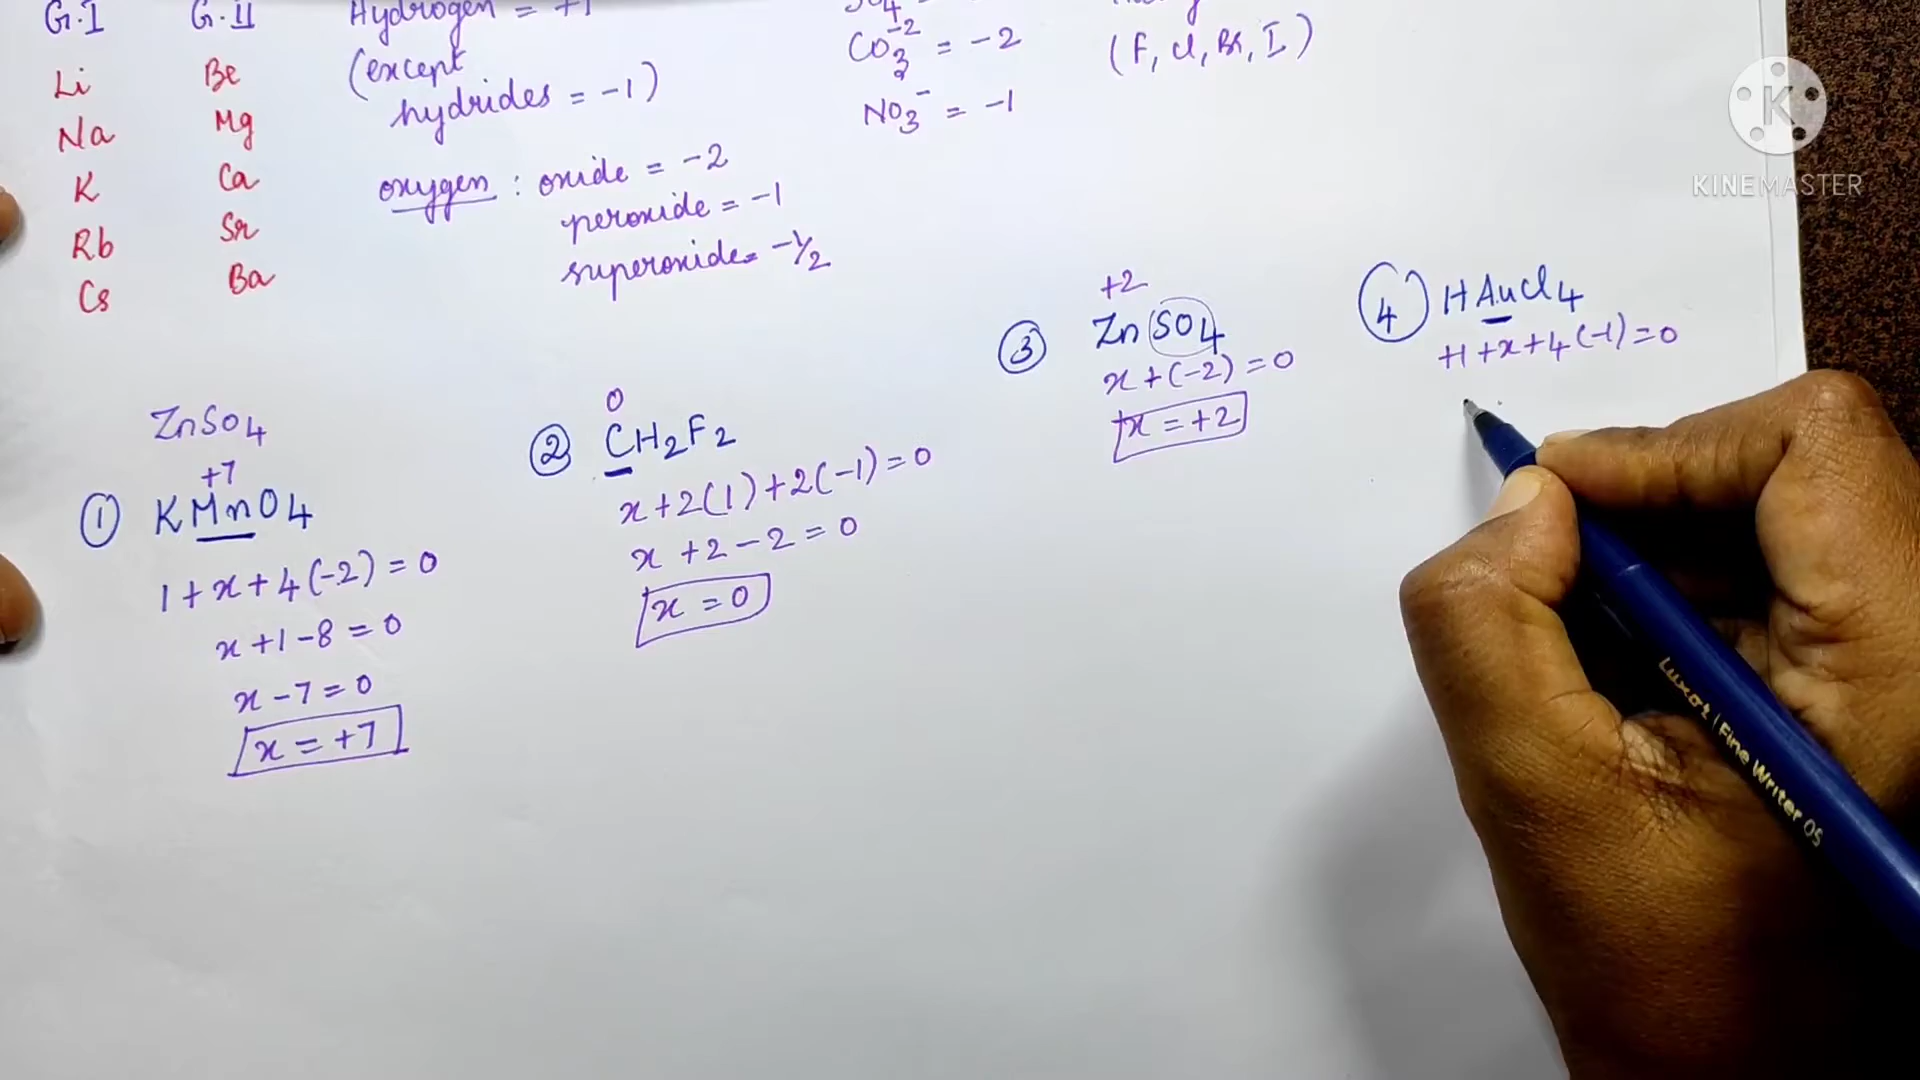 G.I G.II Hydrogen = +1
(except
hydrides = -1)
Li Be
Na Mg
K Ca
Rb Sr
Cs Ba
oxygen : oxide = -2
peroxide = -1
superoxide = -1/2
CO₃⁻² = -2
NO₃⁻ = -1
(F, Cl, Br, I)
KINEMASTER
ZnSO₄
+7
① KMnO₄
1+x+4(-2) = 0
x+1-8 = 0
x-7 = 0
x = +7
0
② CH₂F₂
x+2(1)+2(-1) = 0
x+2-2 = 0
x = 0
+2
③ ZnSO₄
x+(-2) = 0
x = +2
④ HAuCl₄
+1+x+4(-1) = 0
Luxor | Fine Writer 05